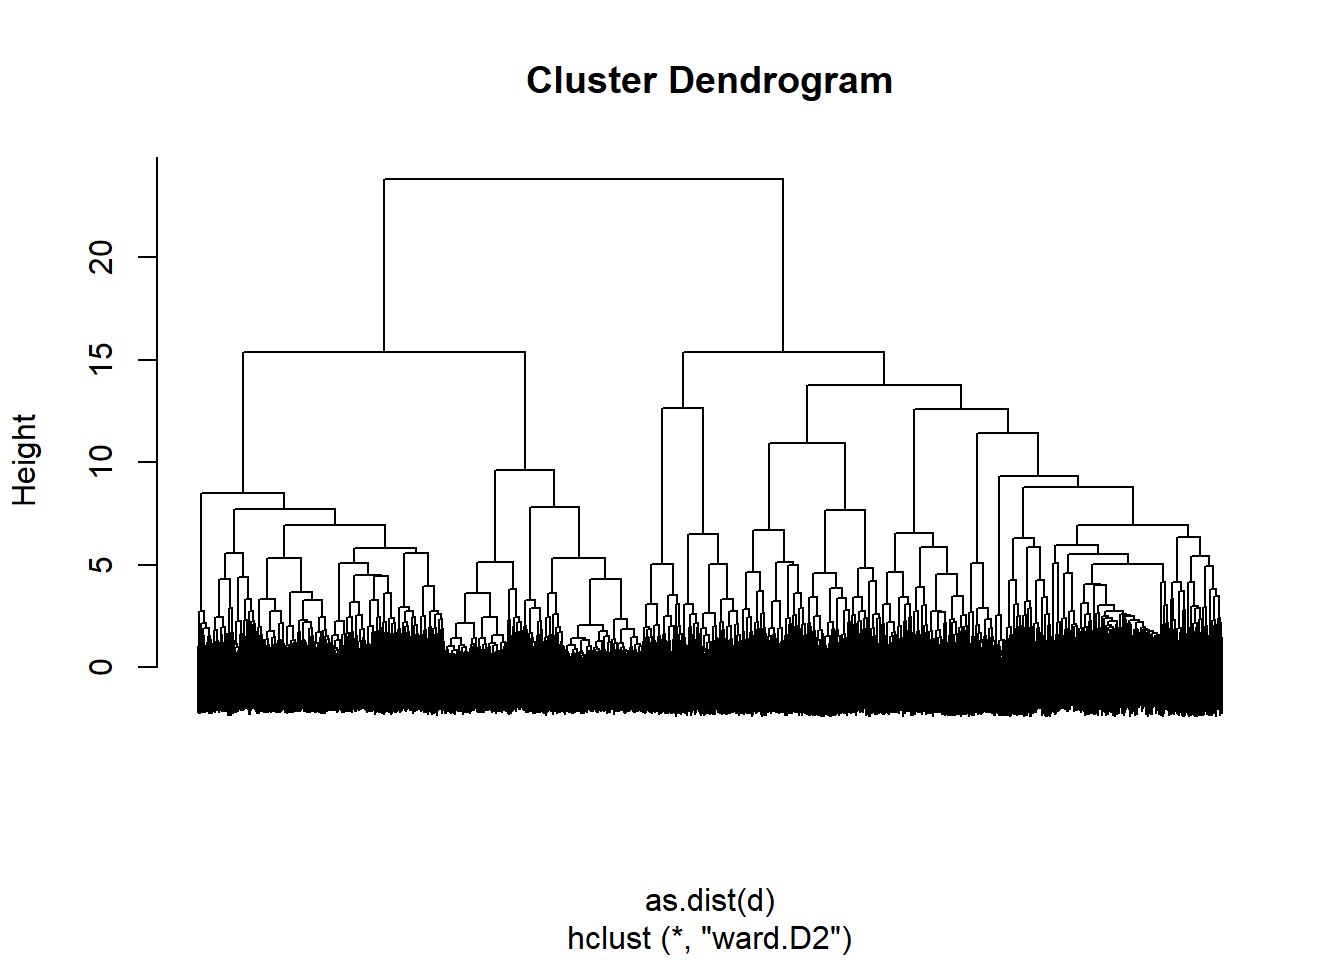 Cluster Dendrogram
Height
20
15
10
5
0
as.dist(d)
hclust (*, "ward.D2")